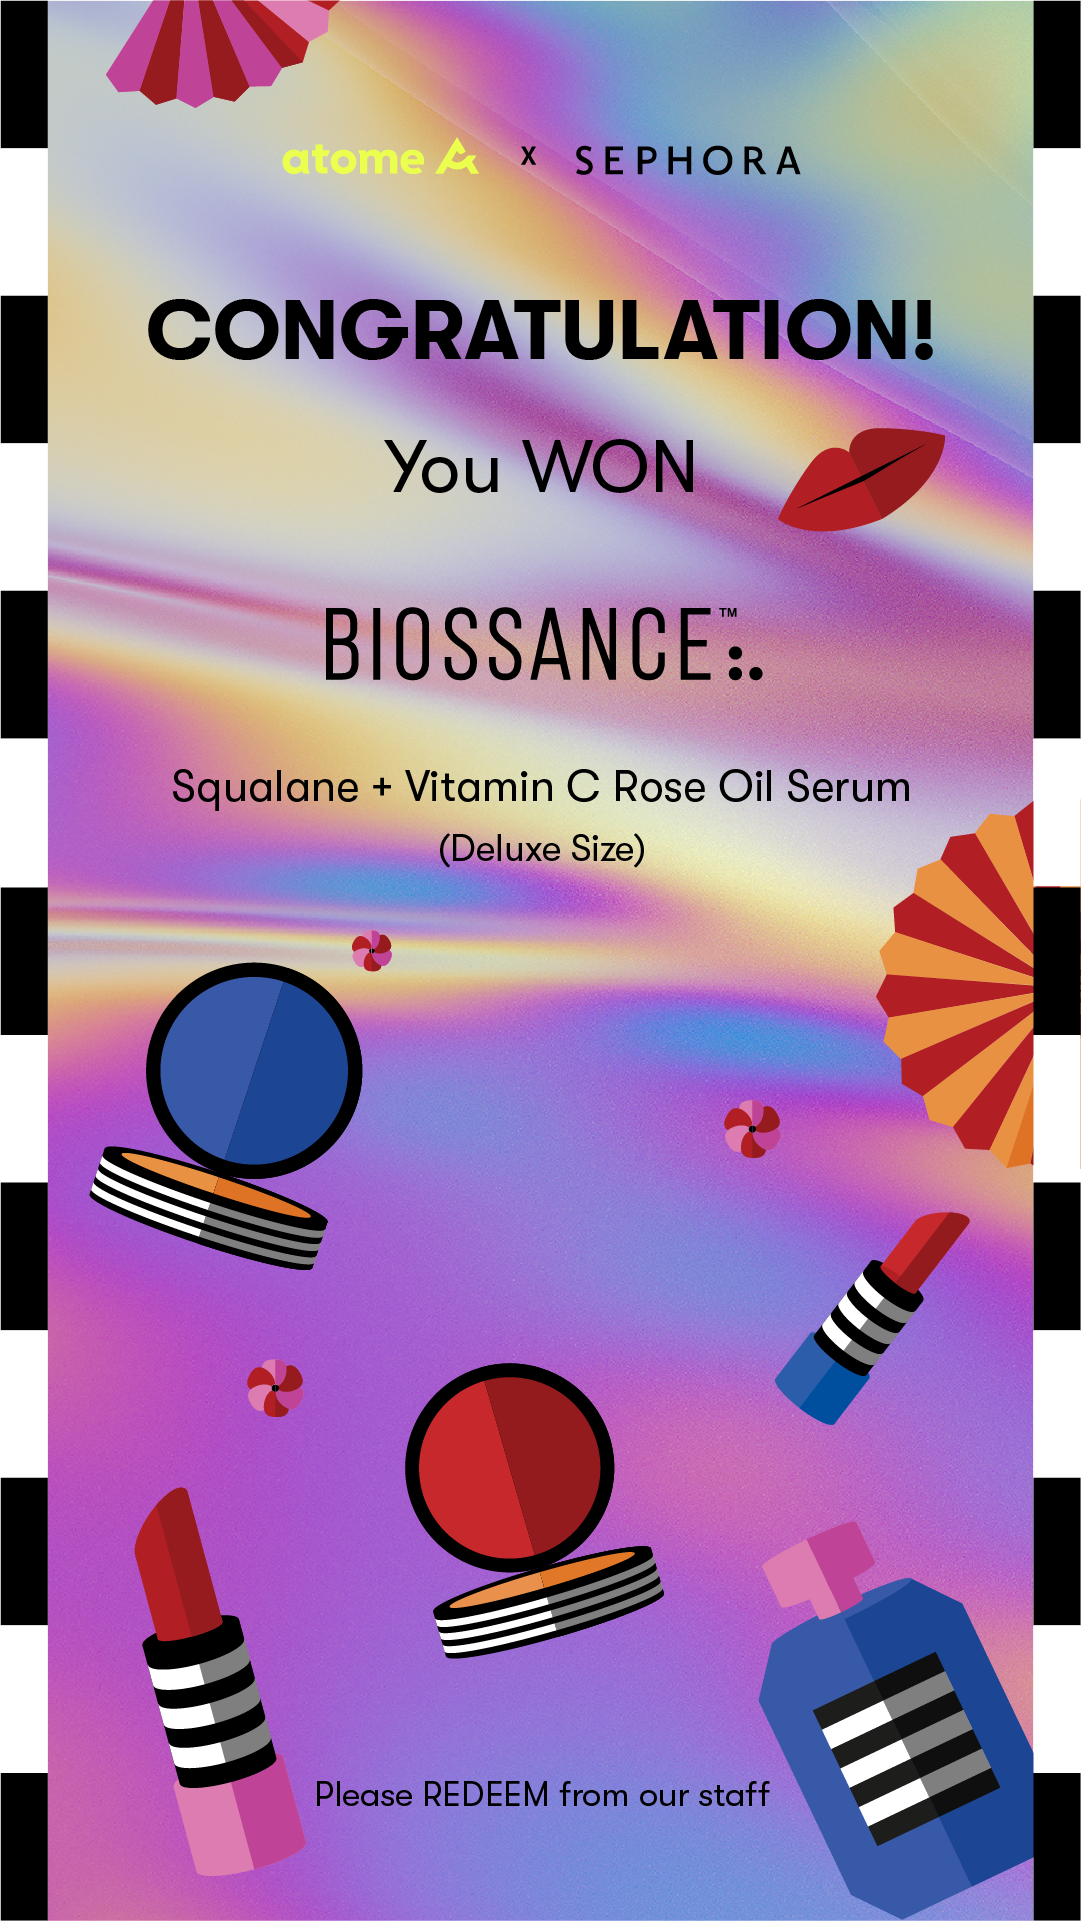 atome x SEPHORA
CONGRATULATION!
You WON
BIOSSANCE™
Squalane + Vitamin C Rose Oil Serum
(Deluxe Size)
Please REDEEM from our staff